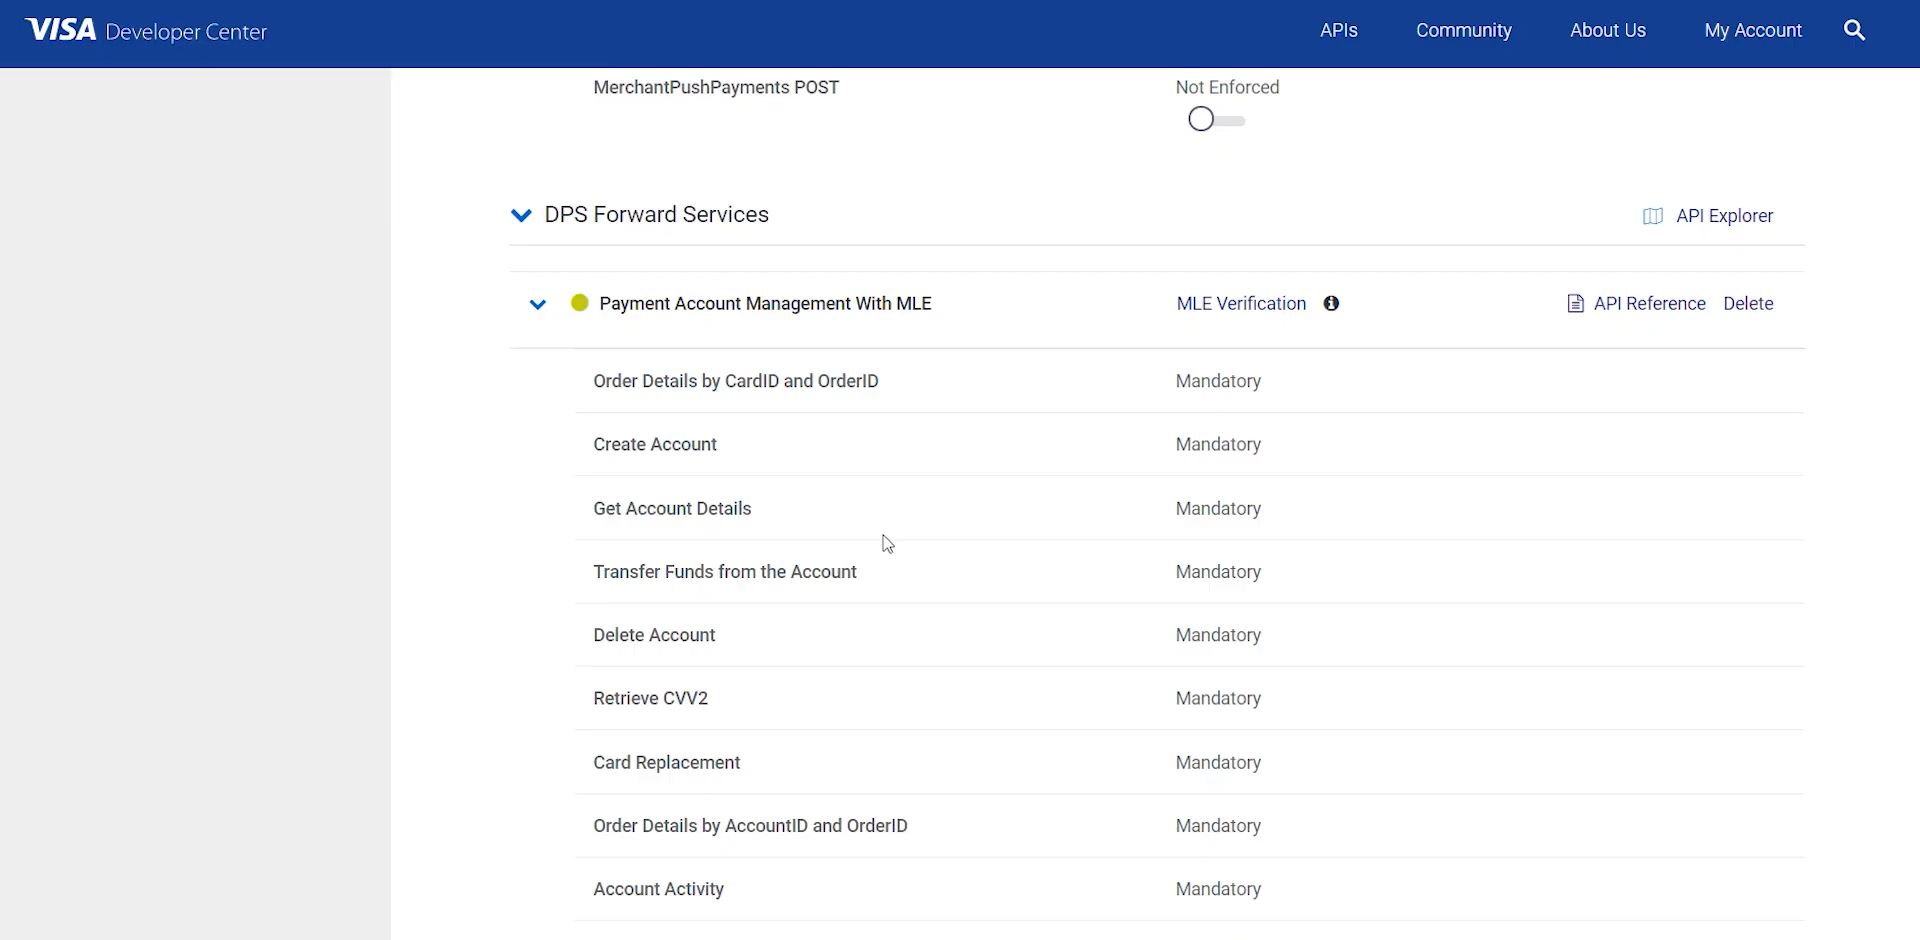 VISA Developer Center APIs Community About Us My Account
MerchantPushPayments POST Not Enforced
DPS Forward Services API Explorer
Payment Account Management With MLE MLE Verification API Reference Delete
Order Details by CardID and OrderID Mandatory
Create Account Mandatory
Get Account Details Mandatory
Transfer Funds from the Account Mandatory
Delete Account Mandatory
Retrieve CVV2 Mandatory
Card Replacement Mandatory
Order Details by AccountID and OrderID Mandatory
Account Activity Mandatory